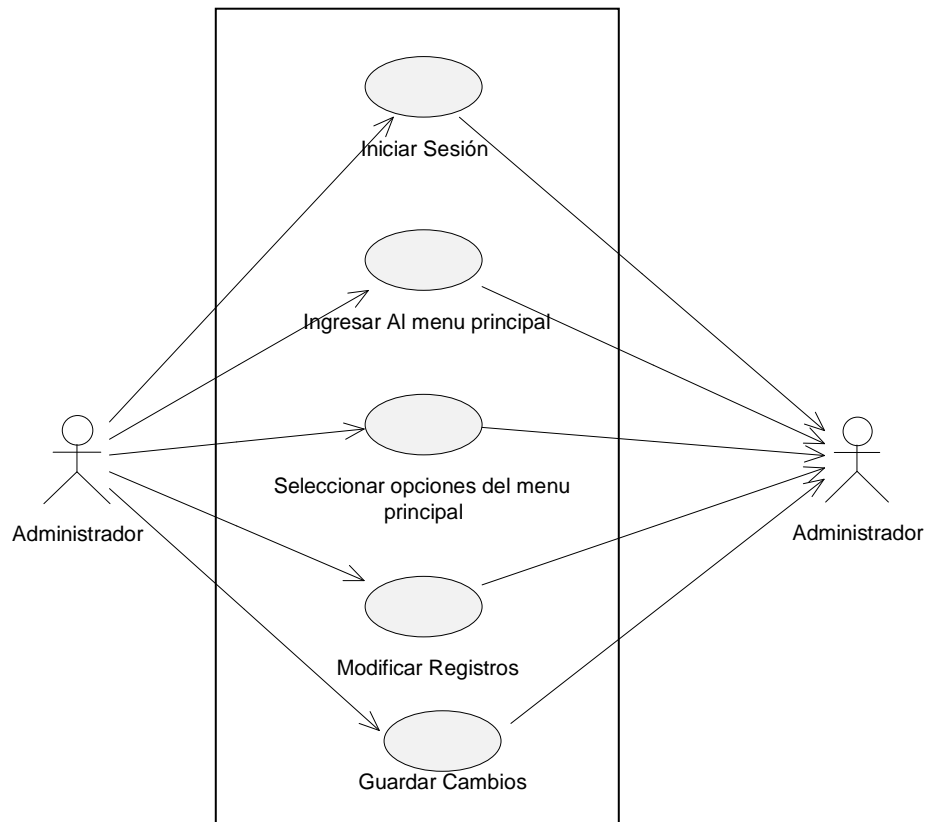 Iniciar Sesión
Ingresar Al menu principal
Seleccionar opciones del menu
principal
Administrador
Administrador
Modificar Registros
Guardar Cambios